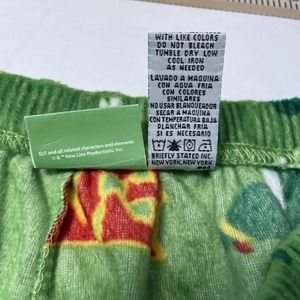 WITH LIKE COLORS
DO NOT BLEACH
TUMBLE DRY LOW
COOL IRON
AS NEEDED
LAVADO A MAQUINA
CON AGUA FRIA
CON COLORES
SIMILARES
NO USAR BLANQUEADOR
SECAR A MAQUINA
CON TEMPERATURA BAJA
PLANCHAR FRIA
SI ES NECESARIO
BRIEFLY STATED INC.
NEW YORK, NEW YORK
ELF and all related characters and elements
© & ™ New Line Productions, Inc.